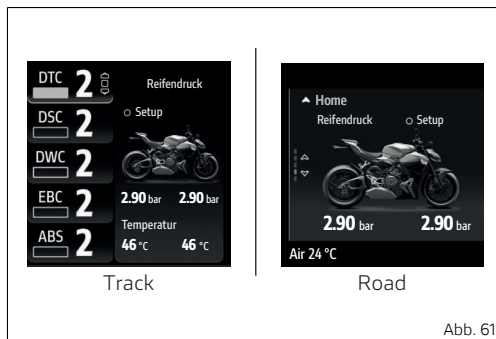 DTC 2
DSC 2
DWC 2
EBC 2
ABS 2
Reifendruck
Setup
2.90 bar 2.90 bar
Temperatur
46 °C 46 °C
Track
Home
Reifendruck Setup
2.90 bar 2.90 bar
Air 24 °C
Road
Abb. 61